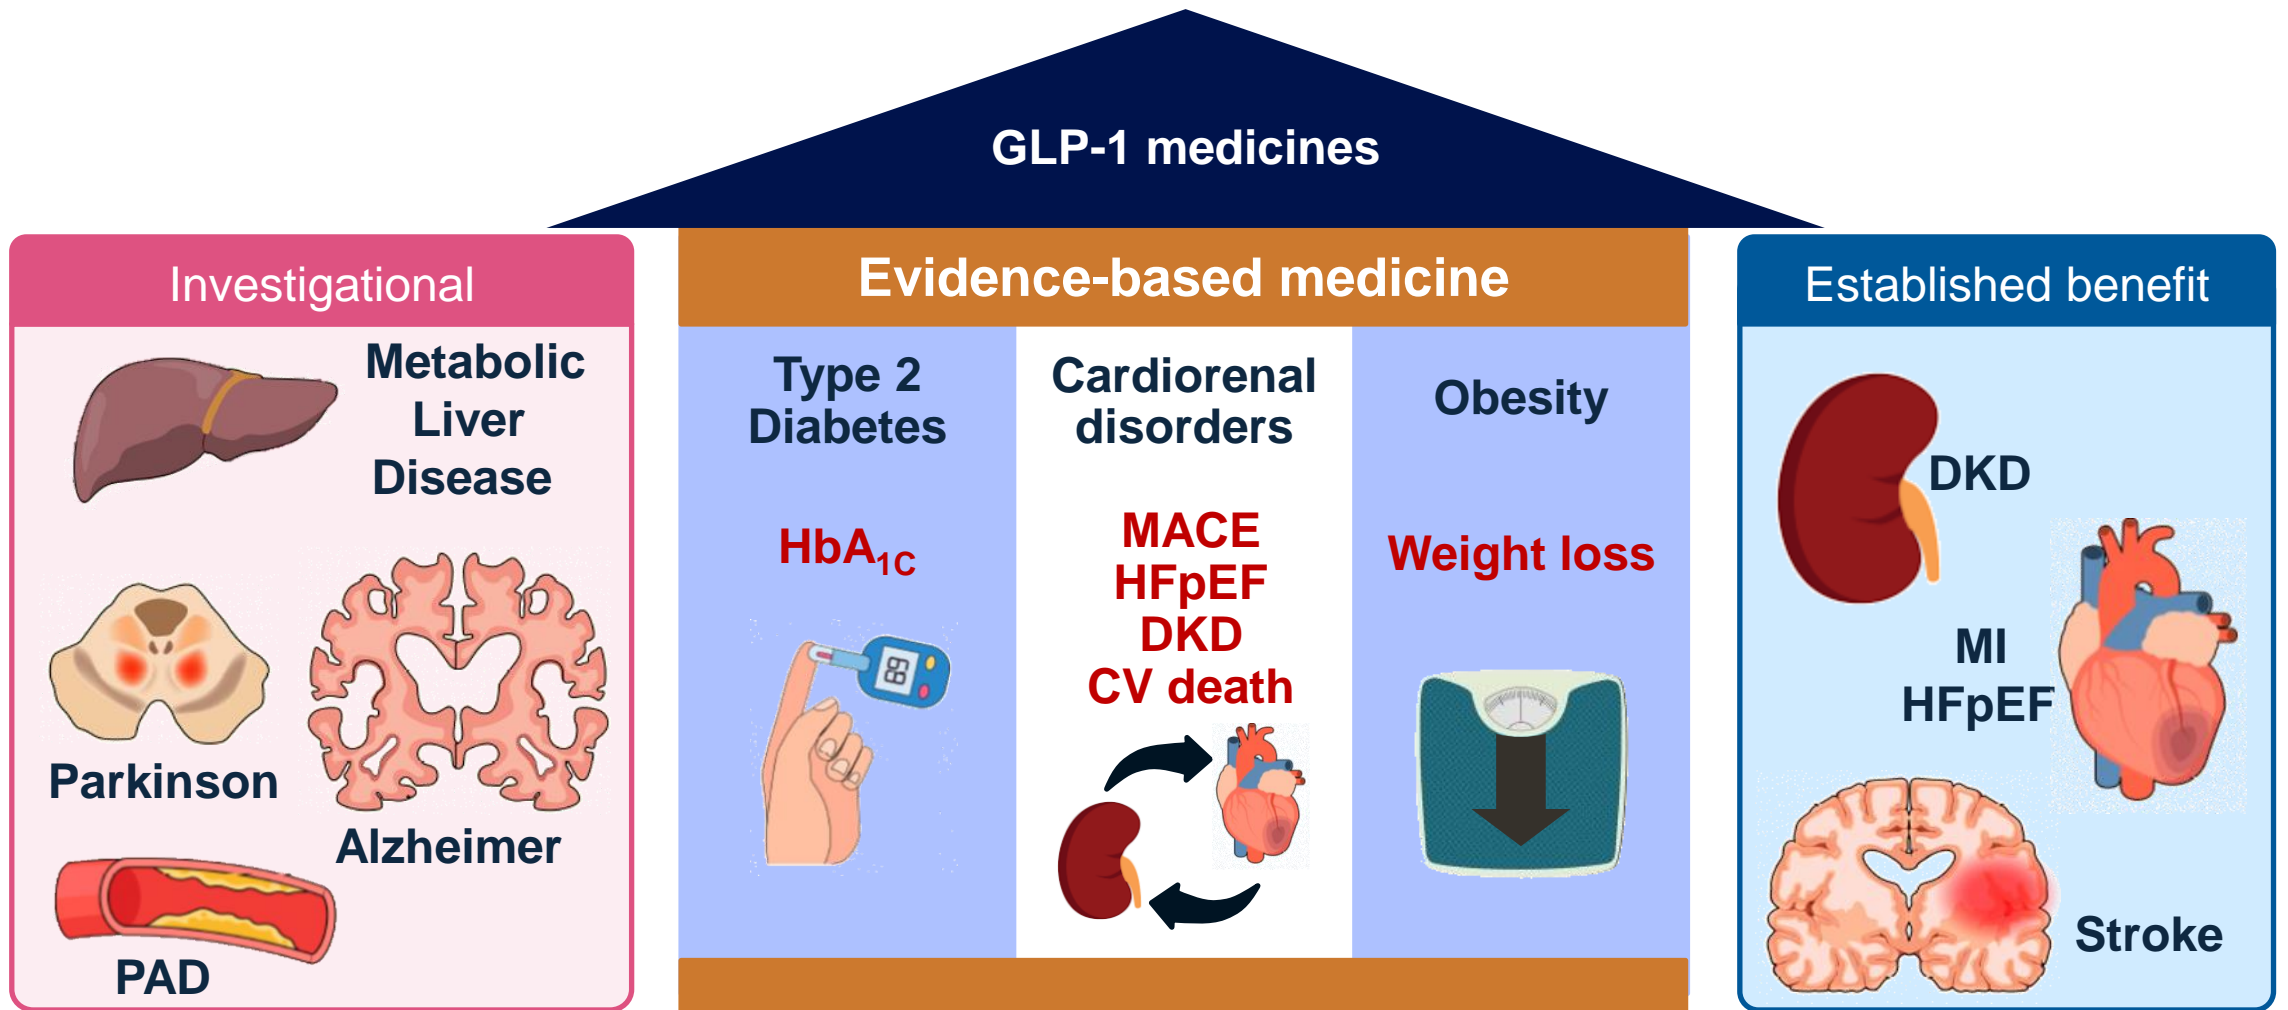 GLP-1 medicines
Investigational
Metabolic
Liver
Disease
Parkinson
Alzheimer
PAD
Evidence-based medicine
Type 2
Diabetes
HbA1C
Cardiorenal
disorders
MACE
HFpEF
DKD
CV death
Obesity
Weight loss
Established benefit
DKD
MI
HFpEF
Stroke